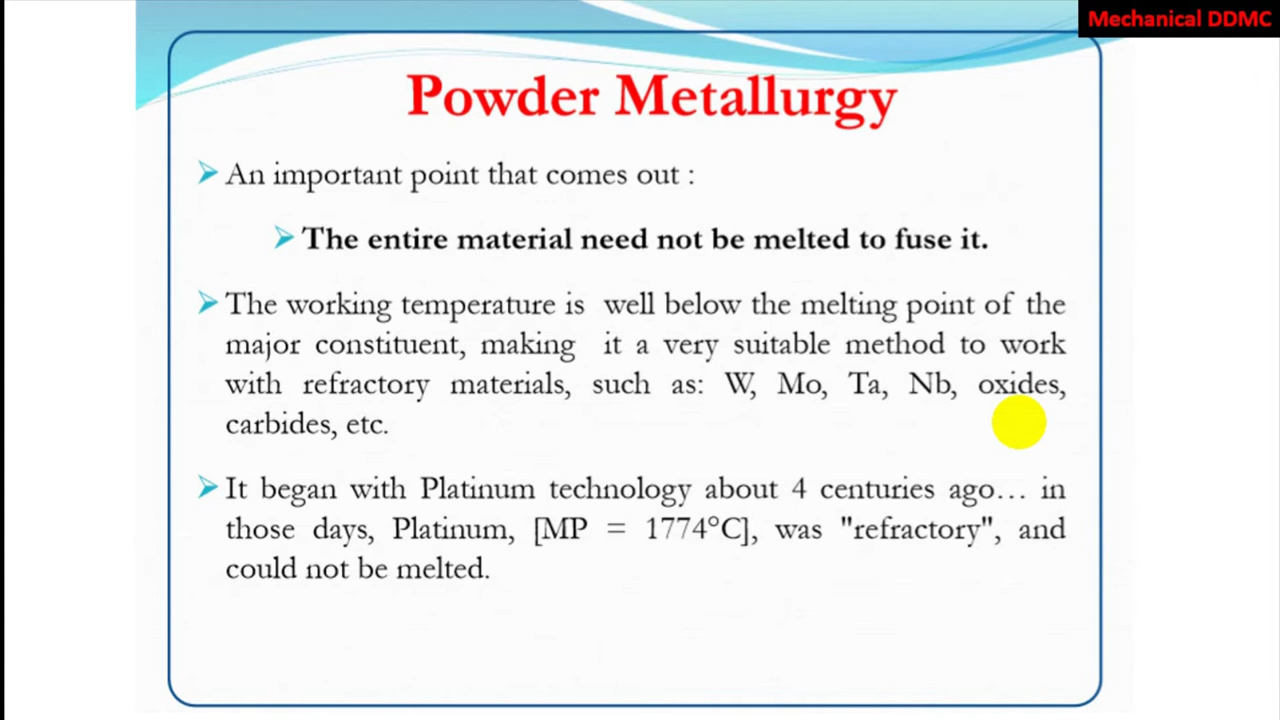 Mechanical DDMC
Powder Metallurgy
An important point that comes out :
The entire material need not be melted to fuse it.
The working temperature is well below the melting point of the
major constituent, making it a very suitable method to work
with refractory materials, such as: W, Mo, Ta, Nb, oxides,
carbides, etc.
It began with Platinum technology about 4 centuries ago… in
those days, Platinum, [MP = 1774°C], was "refractory", and
could not be melted.